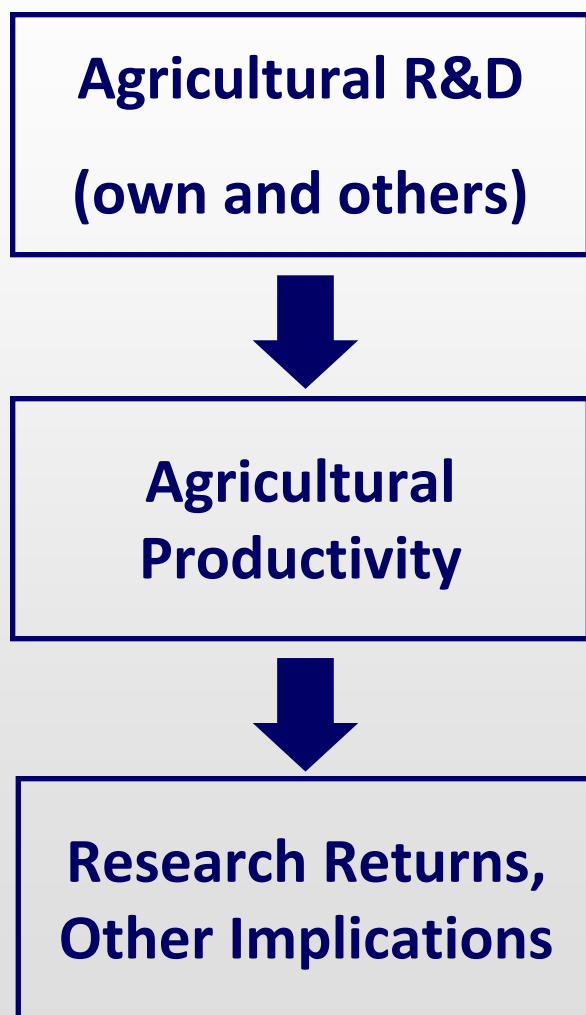 Agricultural R&D
(own and others)
Agricultural
Productivity
Research Returns,
Other Implications